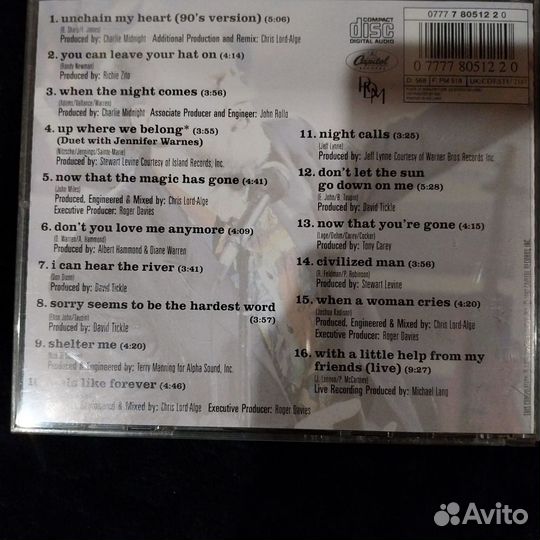 1. unchain my heart (90's version) (5:06)
Produced by: Charlie Midnight Additional Production and Remix: Chris Lord-Alge
2. you can leave your hat on (4:14)
(Randy Newman)
Produced by: Richie Zito
3. when the night comes (3:56)
(Adams/Vallance/Warren)
Produced by: Charlie Midnight Associate Producer and Engineer: John Rollo
4. up where we belong* (3:55)
(Duet with Jennifer Warnes)
(Nitzsche/Jennings/Sainte-Marie)
Produced by: Stewart Levine Courtesy of Island Records, Inc.
5. now that the magic has gone (4:41)
(John Miles)
Produced, Engineered & Mixed by: Chris Lord-Alge
Executive Producer: Roger Davies
6. don't you love me anymore (4:09)
(D. Warren/A. Hammond)
Produced by: Albert Hammond & Diane Warren
7. i can hear the river (3:41)
(Don Dixon)
Produced by: David Tickle
8. sorry seems to be the hardest word
(Elton John/Taupin) (3:57)
Produced by: David Tickle
9. shelter me (4:20)
Produced & Engineered by: Terry Manning for Alpha Sound, Inc.
like forever (4:46)
& Mixed by: Chris Lord-Alge Executive Producer: Roger Davies
11. night calls (3:25)
(Jeff Lynne)
Produced by: Jeff Lynne Courtesy of Warner Bros Records, Inc.
12. don't let the sun
go down on me (5:28)
(E. John/B. Taupin)
Produced by: David Tickle
13. now that you're gone (4:15)
(Lage/Oehm/Carey/Cocker)
Produced by: Tony Carey
14. civilized man (3:56)
(R. Feldman/P. Robinson)
Produced by: Stewart Levine
15. when a woman cries (4:20)
(Joshua Kadison)
Produced, Engineered & Mixed by: Chris Lord-Alge
Executive Producer: Roger Davies
16. with a little help from my
friends (live) (9:27)
(J. Lennon/P. McCartney)
Live Recording Produced by: Michael Lang
COMPACT
disc
DIGITAL AUDIO
Capitol
0777 7 80512 2 0
0 07777 80512 2
Avito